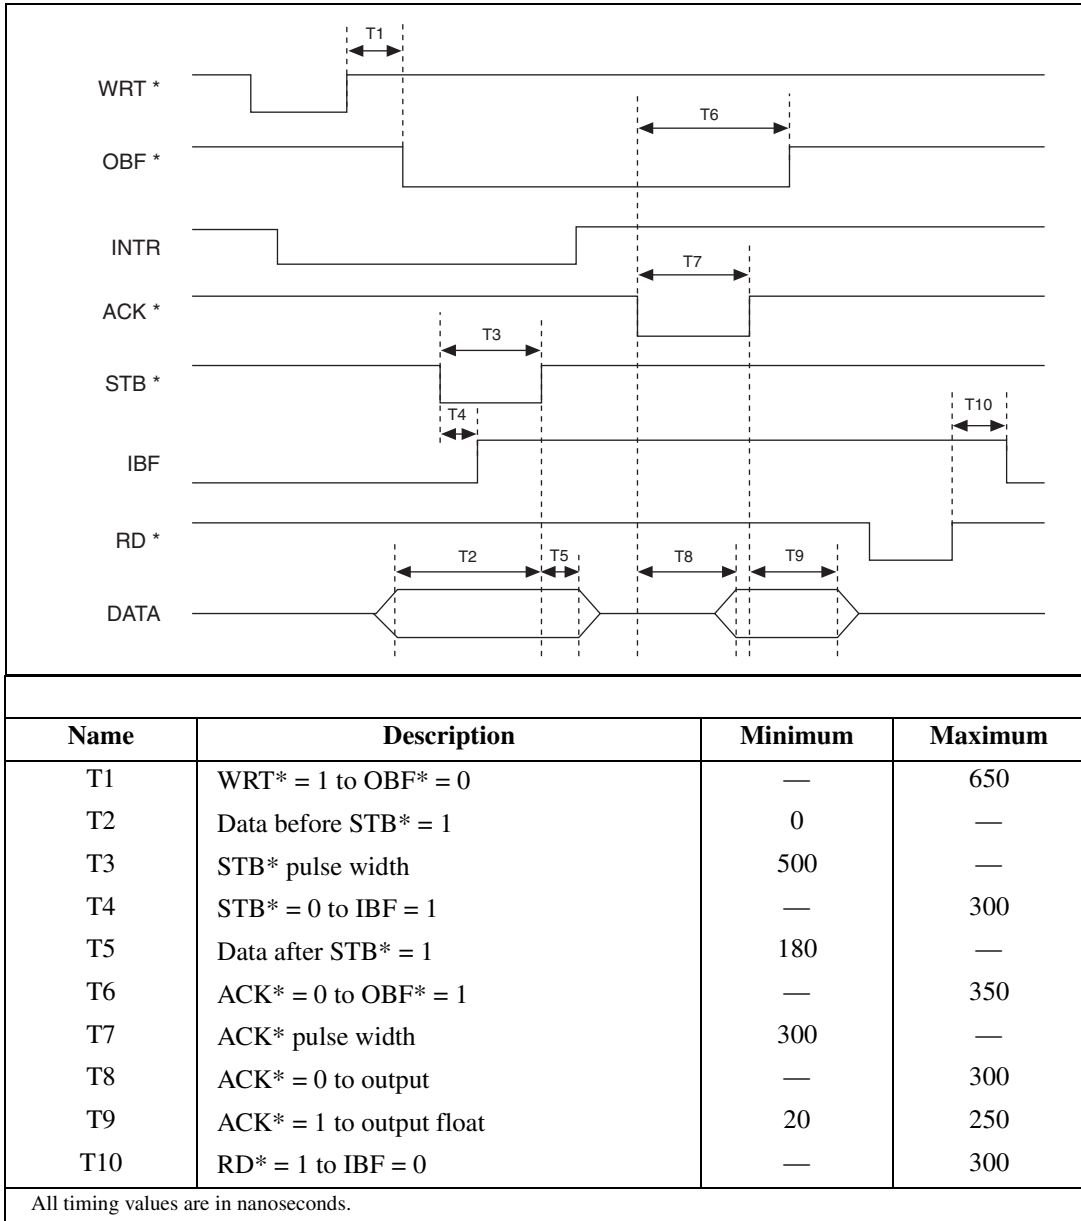 T1
WRT *
T6
OBF *
INTR
T7
ACK *
T3
STB *
T4
T10
IBF
RD *
T2 T5 T8 T9
DATA
Name Description Minimum Maximum
T1 WRT* = 1 to OBF* = 0 — 650
T2 Data before STB* = 1 0 —
T3 STB* pulse width 500 —
T4 STB* = 0 to IBF = 1 — 300
T5 Data after STB* = 1 180 —
T6 ACK* = 0 to OBF* = 1 — 350
T7 ACK* pulse width 300 —
T8 ACK* = 0 to output — 300
T9 ACK* = 1 to output float 20 250
T10 RD* = 1 to IBF = 0 — 300
All timing values are in nanoseconds.